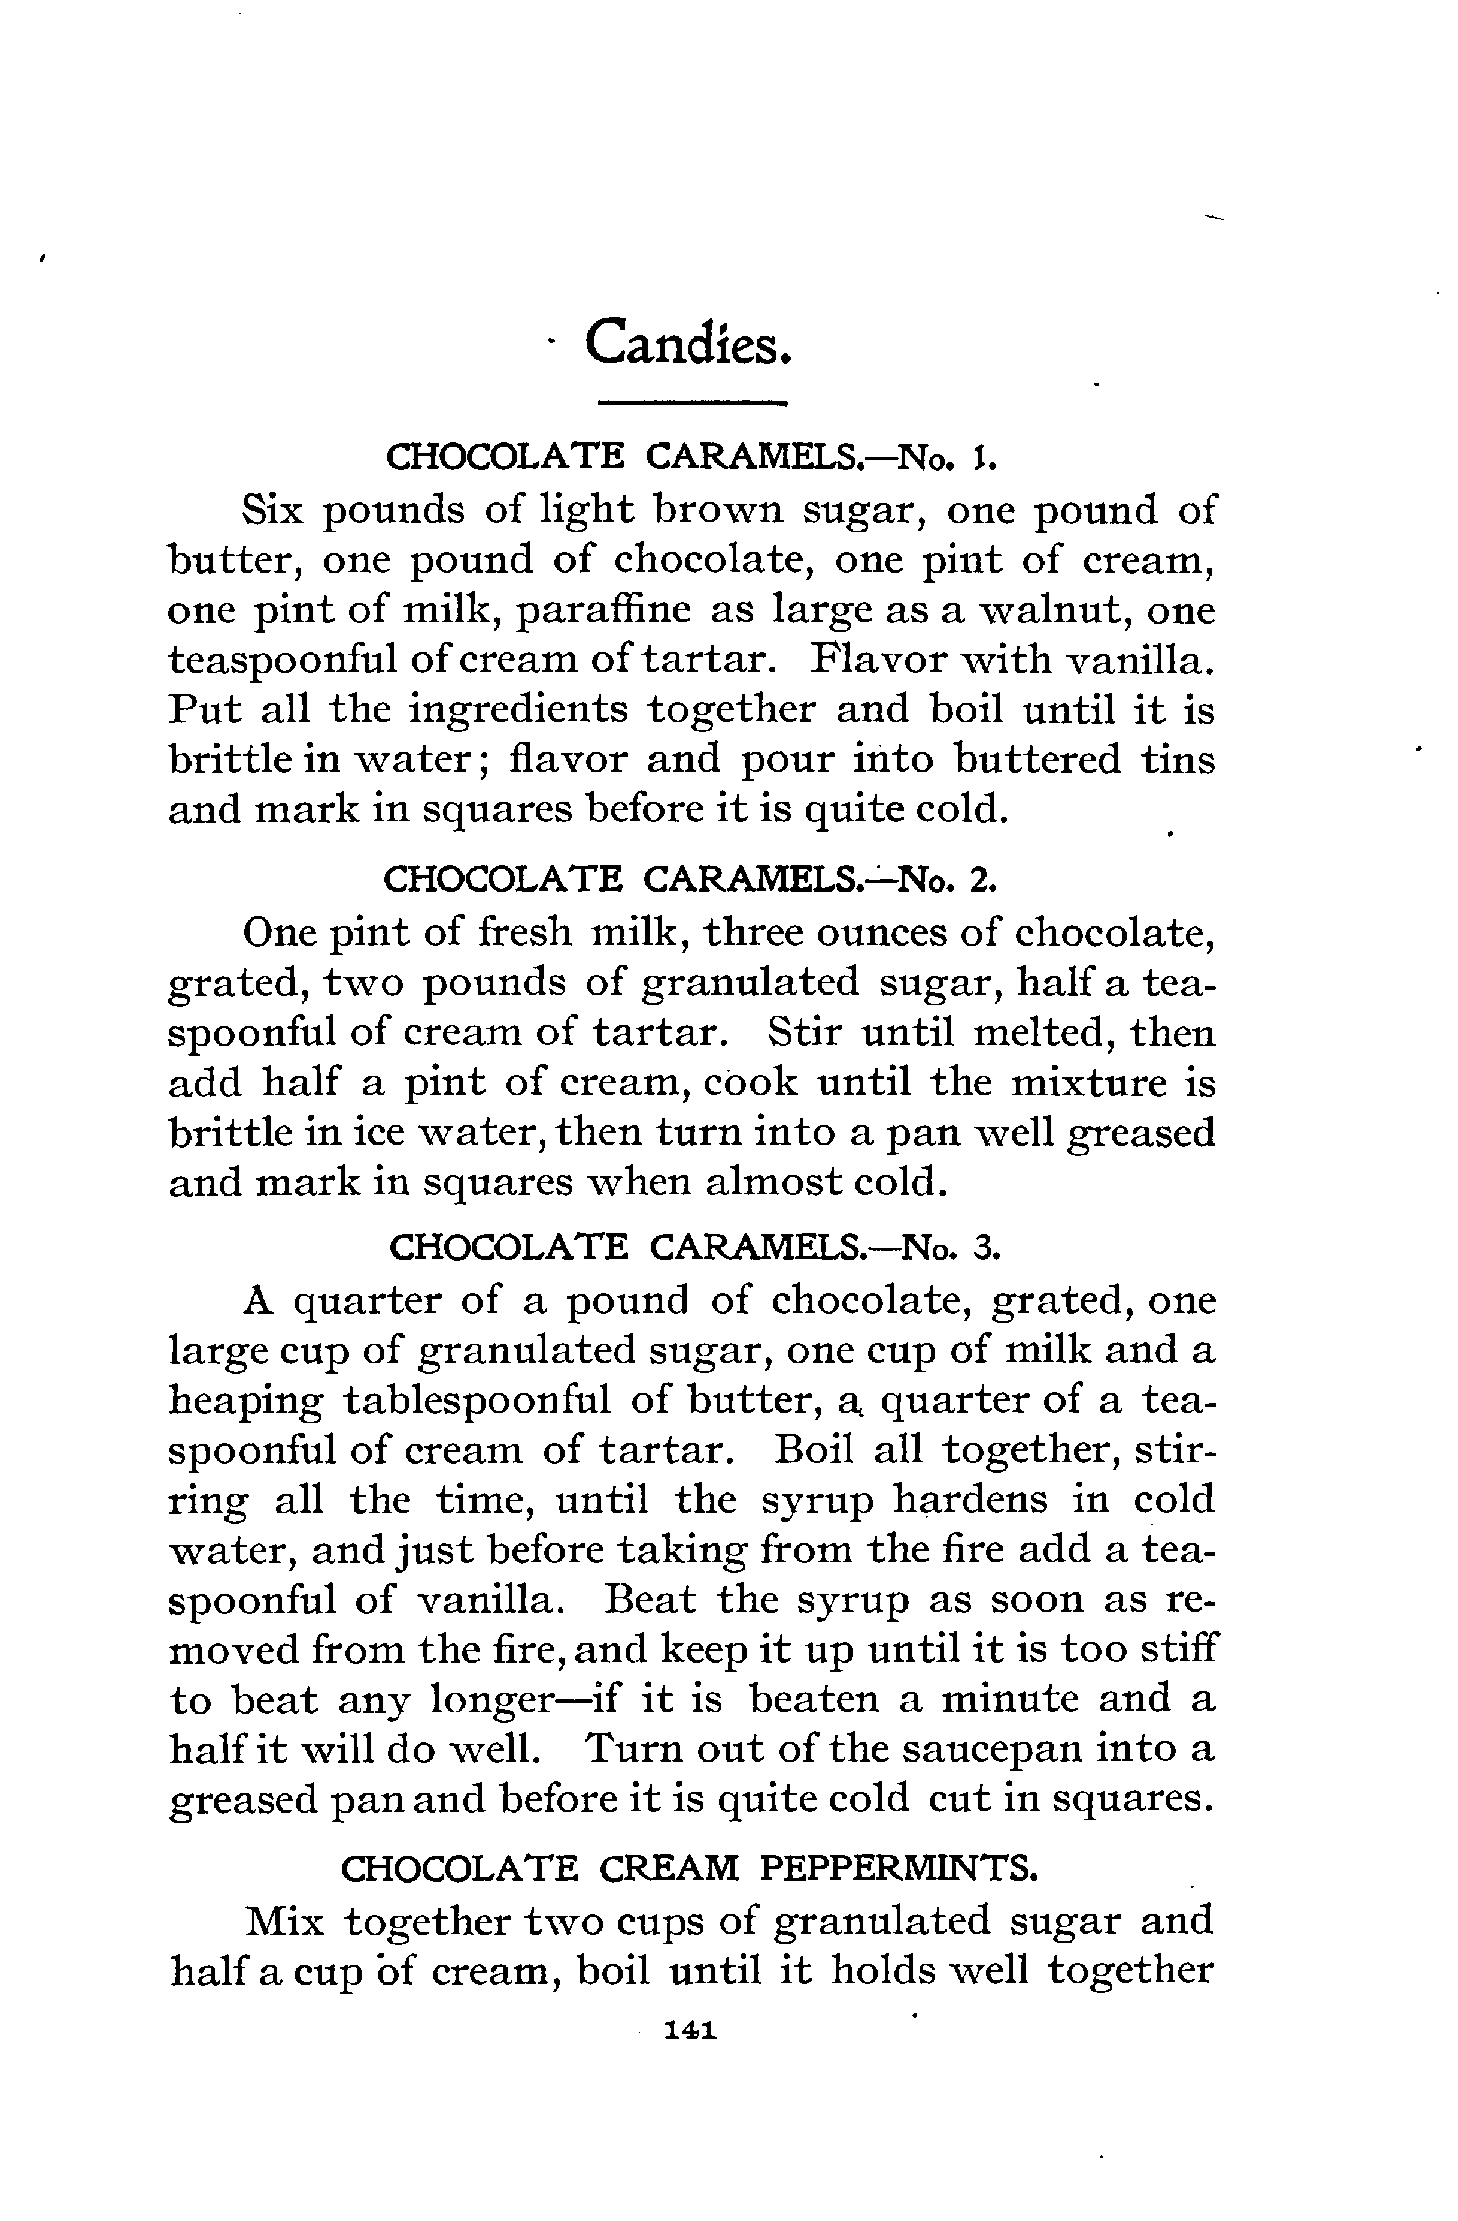 Candies.
CHOCOLATE CARAMELS.—No. 1.
Six pounds of light brown sugar, one pound of
butter, one pound of chocolate, one pint of cream,
one pint of milk, paraffine as large as a walnut, one
teaspoonful of cream of tartar. Flavor with vanilla.
Put all the ingredients together and boil until it is
brittle in water; flavor and pour into buttered tins
and mark in squares before it is quite cold.
CHOCOLATE CARAMELS.—No. 2.
One pint of fresh milk, three ounces of chocolate,
grated, two pounds of granulated sugar, half a tea-
spoonful of cream of tartar. Stir until melted, then
add half a pint of cream, cook until the mixture is
brittle in ice water, then turn into a pan well greased
and mark in squares when almost cold.
CHOCOLATE CARAMELS.—No. 3.
A quarter of a pound of chocolate, grated, one
large cup of granulated sugar, one cup of milk and a
heaping tablespoonful of butter, a quarter of a tea-
spoonful of cream of tartar. Boil all together, stir-
ring all the time, until the syrup hardens in cold
water, and just before taking from the fire add a tea-
spoonful of vanilla. Beat the syrup as soon as re-
moved from the fire, and keep it up until it is too stiff
to beat any longer—if it is beaten a minute and a
half it will do well. Turn out of the saucepan into a
greased pan and before it is quite cold cut in squares.
CHOCOLATE CREAM PEPPERMINTS.
Mix together two cups of granulated sugar and
half a cup of cream, boil until it holds well together
141